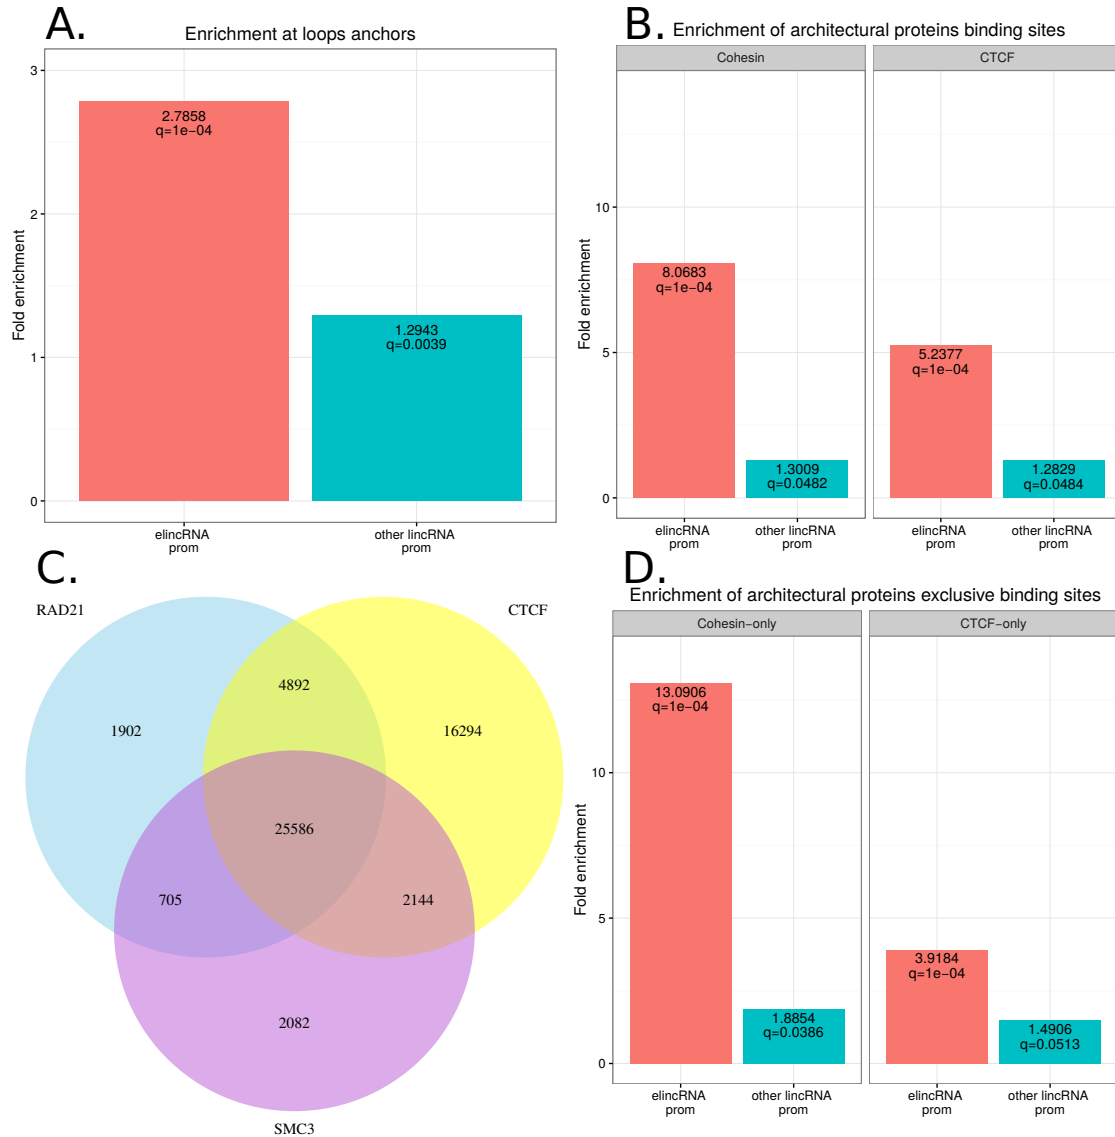 A.
Enrichment at loops anchors
Fold enrichment
3
2
1
0
2.7858
q=1e−04
1.2943
q=0.0039
elincRNA
prom
other lincRNA
prom
B.
Enrichment of architectural proteins binding sites
Cohesin
CTCF
Fold enrichment
10
5
0
8.0683
q=1e−04
1.3009
q=0.0482
5.2377
q=1e−04
1.2829
q=0.0484
elincRNA
prom
other lincRNA
prom
elincRNA
prom
other lincRNA
prom
C.
RAD21
CTCF
4892
1902
16294
25586
705
2144
2082
SMC3
D.
Enrichment of architectural proteins exclusive binding sites
Cohesin−only
CTCF−only
Fold enrichment
10
5
0
13.0906
q=1e−04
1.8854
q=0.0386
3.9184
q=1e−04
1.4906
q=0.0513
elincRNA
prom
other lincRNA
prom
elincRNA
prom
other lincRNA
prom